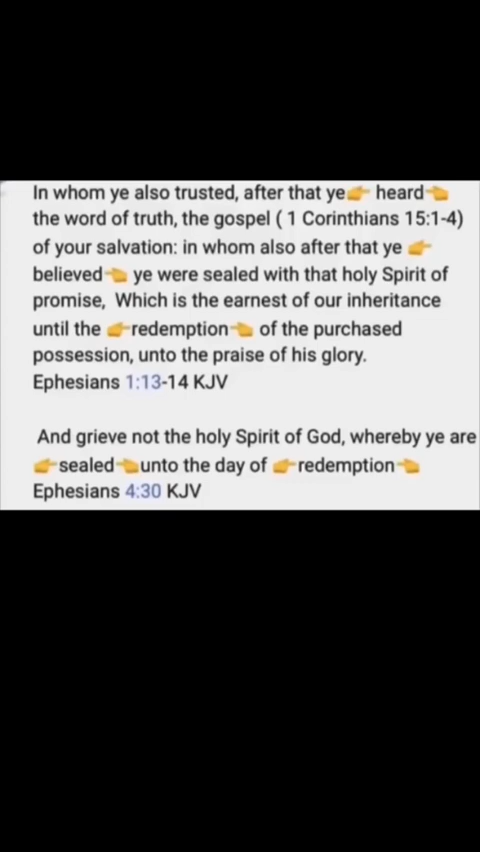 In whom ye also trusted, after that ye👉 heard👈
the word of truth, the gospel ( 1 Corinthians 15:1-4)
of your salvation: in whom also after that ye 👉
believed👈 ye were sealed with that holy Spirit of
promise, Which is the earnest of our inheritance
until the 👉redemption👈 of the purchased
possession, unto the praise of his glory.
Ephesians 1:13-14 KJV
And grieve not the holy Spirit of God, whereby ye are
👉sealed👈unto the day of 👉redemption👈
Ephesians 4:30 KJV